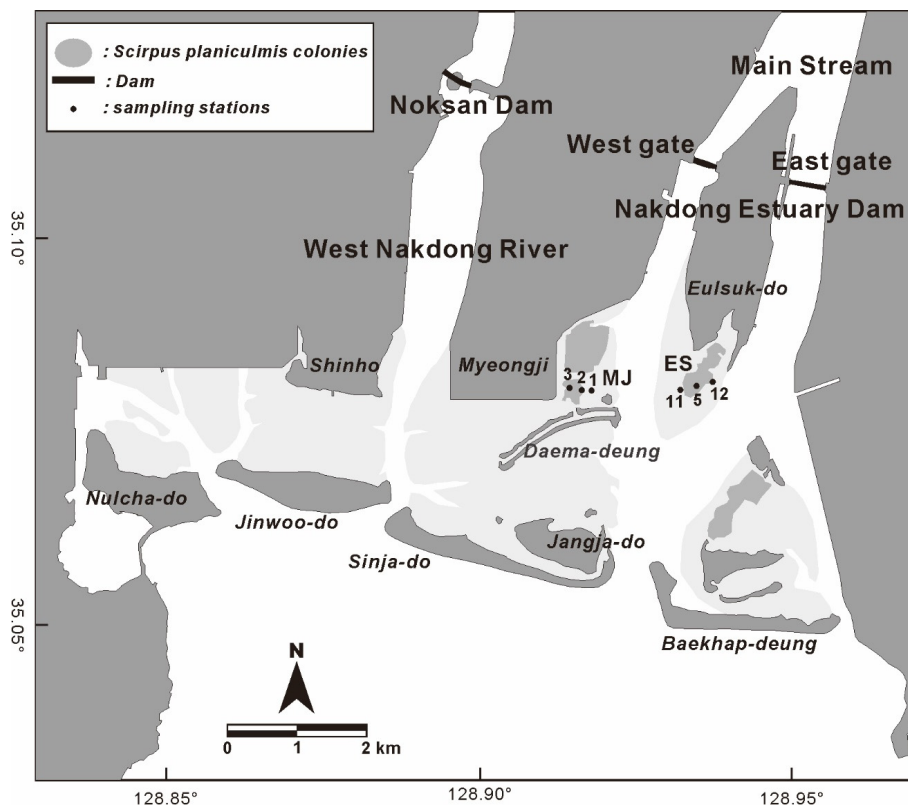 : Scirpus planiculmis colonies
: Dam
: sampling stations
Main Stream
Noksan Dam
West gate
East gate
Nakdong Estuary Dam
35.10°
West Nakdong River
Eulsuk-do
Shinho
Myeongji
3 2 1 MJ
ES
11 5 12
Daema-deung
Nulcha-do
Jinwoo-do
Jangja-do
Sinja-do
35.05°
Baekhap-deung
N
0 1 2 km
128.85° 128.90° 128.95°